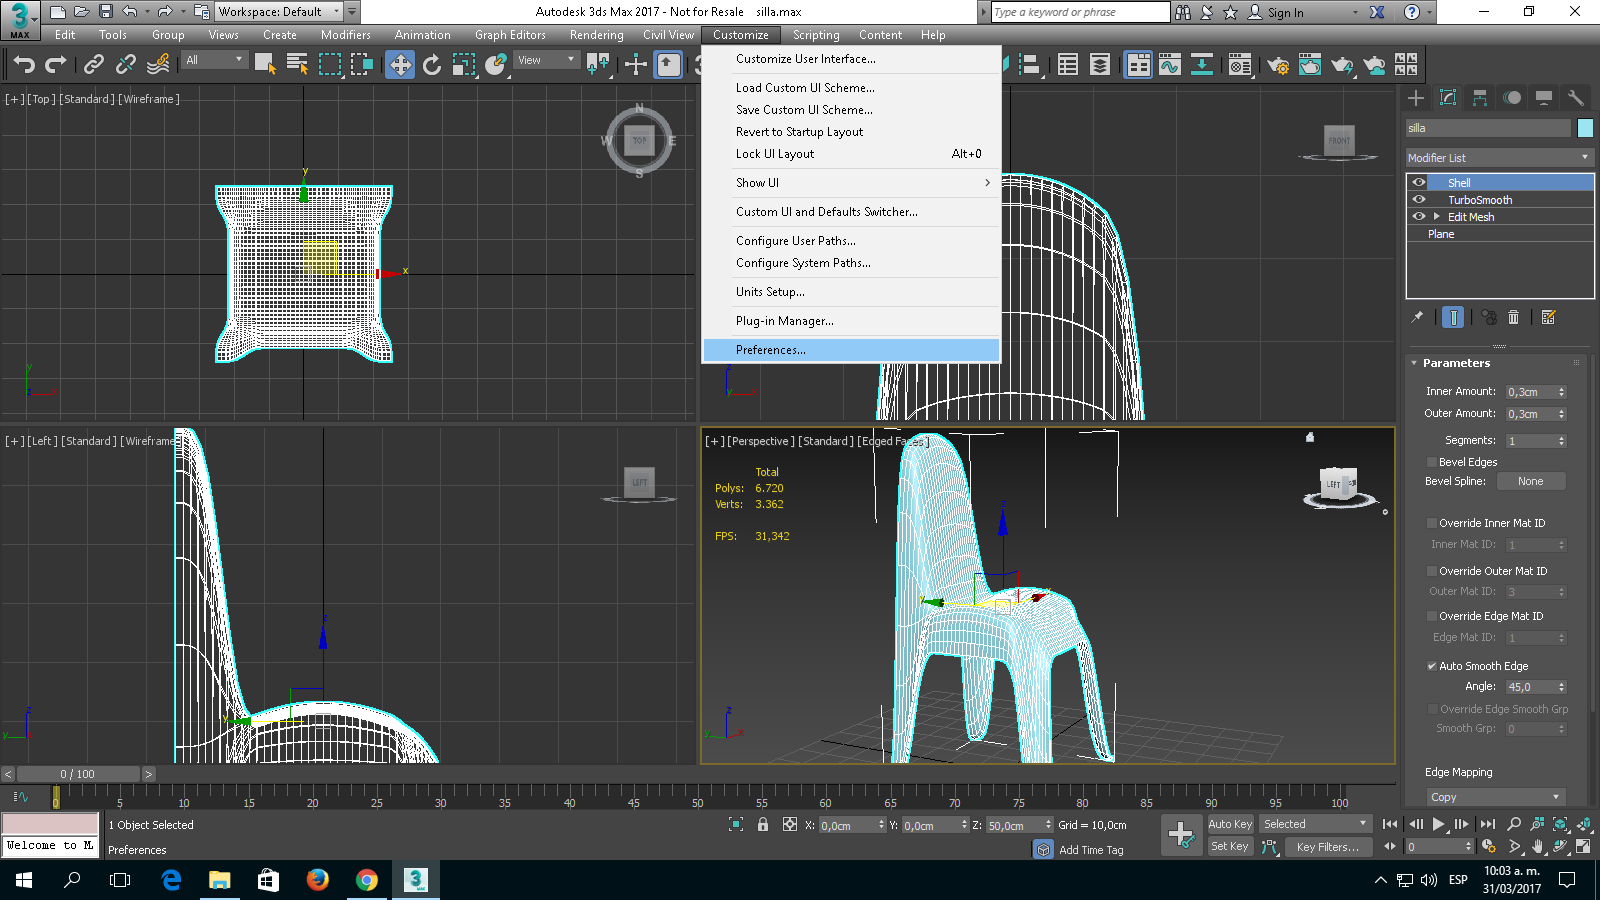 Workspace: Default
Autodesk 3ds Max 2017 - Not for Resale    silla.max
Type a keyword or phrase
Sign In
3
MAX
Edit Tools Group Views Create Modifiers Animation Graph Editors Rendering Civil View Customize Scripting Content Help
All
View
Customize User Interface...
Load Custom UI Scheme...
Save Custom UI Scheme...
Revert to Startup Layout
Lock UI Layout Alt+0
Show UI
Custom UI and Defaults Switcher...
Configure User Paths...
Configure System Paths...
Units Setup...
Plug-in Manager...
Preferences...
[+] [Top] [Standard] [Wireframe]
N
W TOP E
S
y
x
y
z
FRONT
z
y
[+] [Left] [Standard] [Wireframe
LEFT
z
y
z
y
[+] [Perspective] [Standard] [Edged Faces]
Total
Polys: 6.720
Verts: 3.362
FPS: 31,342
LEFT
z
y
z
y
x
silla
Modifier List
Shell
TurboSmooth
Edit Mesh
Plane
Parameters
Inner Amount: 0,3cm
Outer Amount: 0,3cm
Segments: 1
Bevel Edges
Bevel Spline: None
Override Inner Mat ID
Inner Mat ID: 1
Override Outer Mat ID
Outer Mat ID: 3
Override Edge Mat ID
Edge Mat ID: 1
Auto Smooth Edge
Angle: 45,0
Override Edge Smooth Grp
Smooth Grp: 0
Edge Mapping
Copy
< 0 / 100 >
0 5 10 15 20 25 30 35 40 45 50 55 60 65 70 75 80 85 90 95 100
1 Object Selected
X: 0,0cm Y: 0,0cm Z: 50,0cm Grid = 10,0cm
Auto Key Selected
Welcome to M
Preferences
Add Time Tag
Set Key Key Filters...
0
3
MAX
ESP
10:03 a. m.
31/03/2017